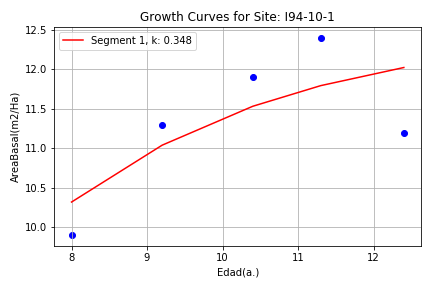 Growth Curves for Site: I94-10-1
Segment 1, k: 0.348
AreaBasal(m2/Ha)
12.5
12.0
11.5
11.0
10.5
10.0
8 9 10 11 12
Edad(a.)